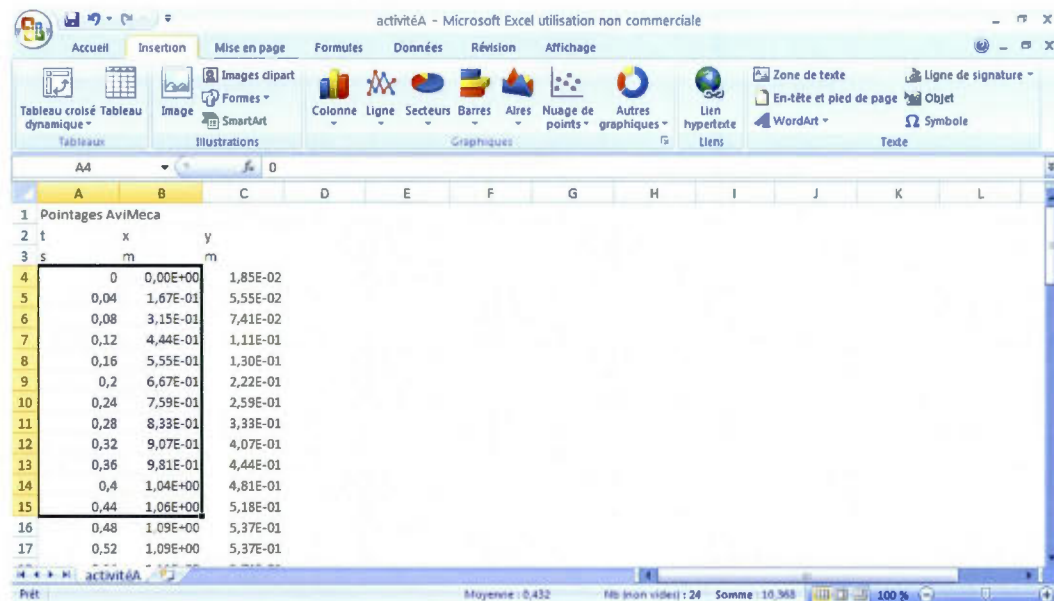 activitéA - Microsoft Excel utilisation non commerciale
Accueil Insertion Mise en page Formules Données Révision Affichage
Tableau croisé dynamique Tableau
Tableaux
Image
Images clipart
Formes
SmartArt
Illustrations
Colonne Ligne Secteurs Barres Aires Nuage de points Autres graphiques
Graphiques
Lien hypertexte
Liens
Zone de texte
En-tête et pied de page
WordArt
Ligne de signature
Objet
Symbole
Texte
A4 fx 0
A B C D E F G H I J K L
1 Pointages AviMeca
2 t x y
3 s m m
4 0 0,00E+00 1,85E-02
5 0,04 1,67E-01 5,55E-02
6 0,08 3,15E-01 7,41E-02
7 0,12 4,44E-01 1,11E-01
8 0,16 5,55E-01 1,30E-01
9 0,2 6,67E-01 2,22E-01
10 0,24 7,59E-01 2,59E-01
11 0,28 8,33E-01 3,33E-01
12 0,32 9,07E-01 4,07E-01
13 0,36 9,81E-01 4,44E-01
14 0,4 1,04E+00 4,81E-01
15 0,44 1,06E+00 5,18E-01
16 0,48 1,09E+00 5,37E-01
17 0,52 1,09E+00 5,37E-01
activitéA
Prêt Moyenne : 0,432 Nb (non vides) : 24 Somme : 10,368 100 %